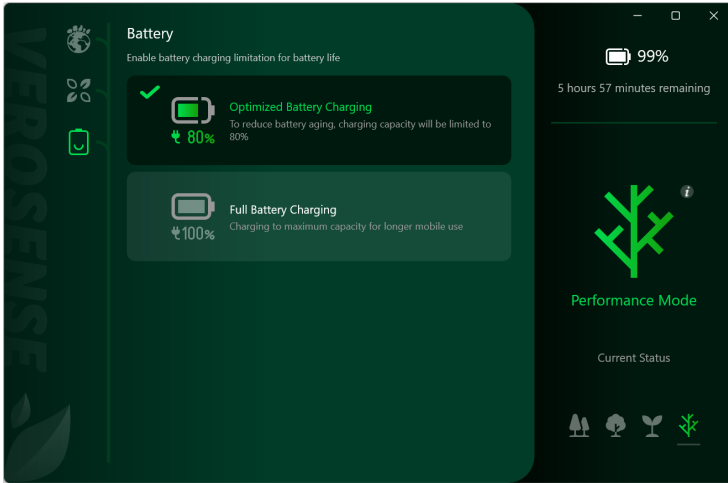 VEROSENSE
Battery
Enable battery charging limitation for battery life
Optimized Battery Charging
To reduce battery aging, charging capacity will be limited to
80%
80%
Full Battery Charging
Charging to maximum capacity for longer mobile use
100%
99%
5 hours 57 minutes remaining
i
Performance Mode
Current Status